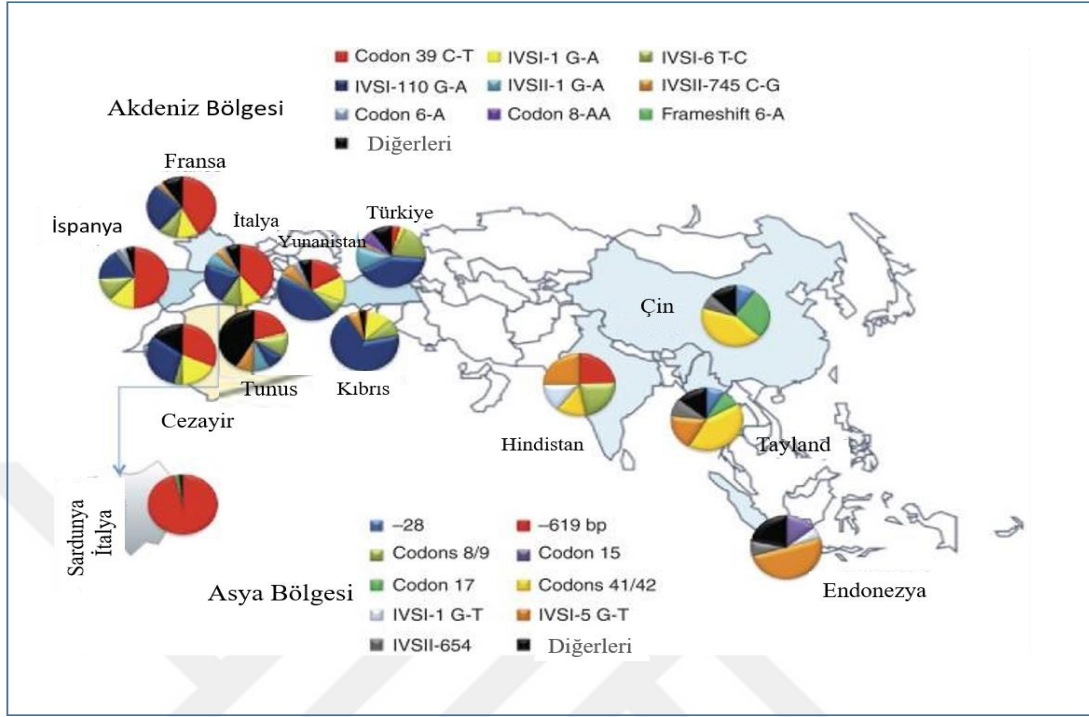 Codon 39 C-T IVSI-1 G-A IVSI-6 T-C
IVSI-110 G-A IVSII-1 G-A IVSII-745 C-G
Codon 6-A Codon 8-AA Frameshift 6-A
Diğerleri
Akdeniz Bölgesi
Fransa
İspanya
İtalya
Yunanistan
Türkiye
Çin
Tunus
Kıbrıs
Cezayir
Hindistan
Tayland
Sardunya
İtalya
Endonezya
Asya Bölgesi
–28 –619 bp
Codons 8/9 Codon 15
Codon 17 Codons 41/42
IVSI-1 G-T IVSI-5 G-T
IVSII-654 Diğerleri